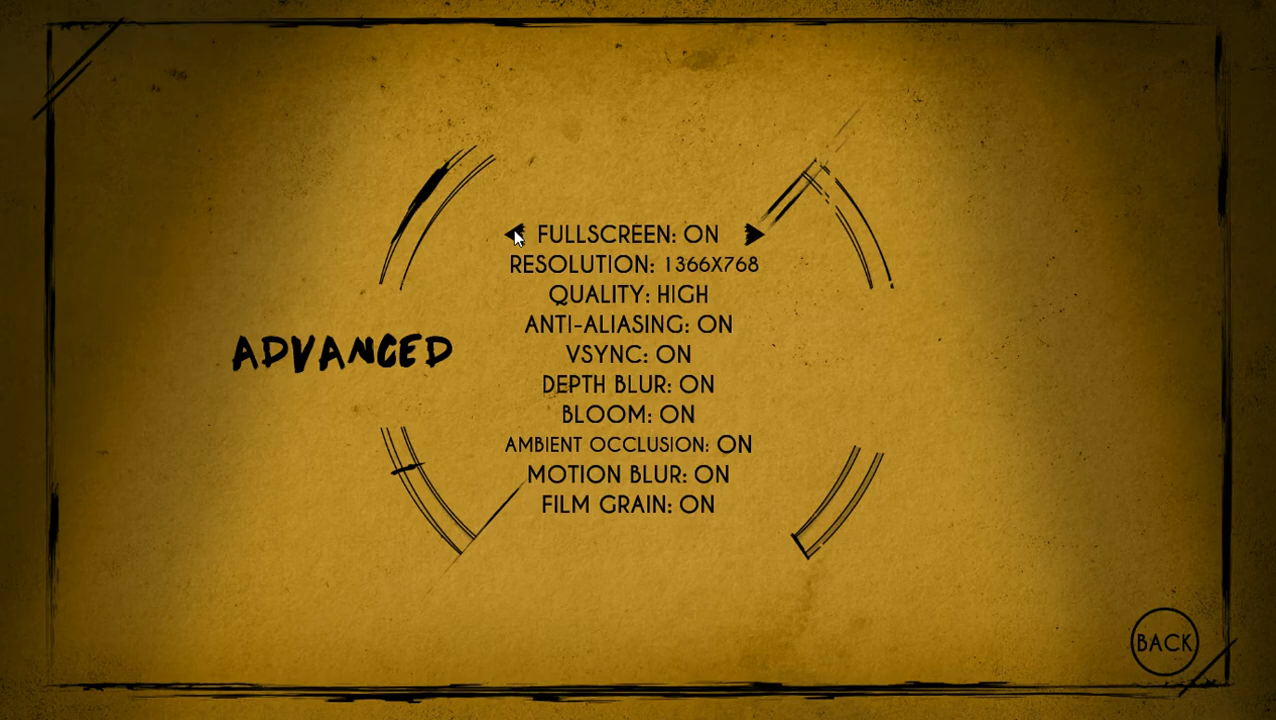 FULLSCREEN: ON
RESOLUTION: 1366X768
QUALITY: HIGH
ANTI-ALIASING: ON
ADVANCED
VSYNC: ON
DEPTH BLUR: ON
BLOOM: ON
AMBIENT OCCLUSION: ON
MOTION BLUR: ON
FILM GRAIN: ON
BACK